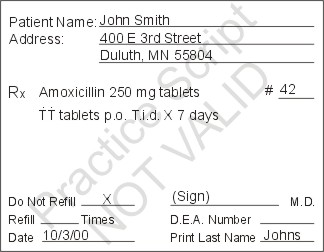 Patient Name: John Smith
Address: 400 E 3rd Street
Duluth, MN 55804
Rx Amoxicillin 250 mg tablets # 42
ṪṪ tablets p.o. T.i.d. X 7 days
Practice Script
NOT VALID
Do Not Refill X (Sign) M.D.
Refill Times D.E.A. Number
Date 10/3/00 Print Last Name Johns